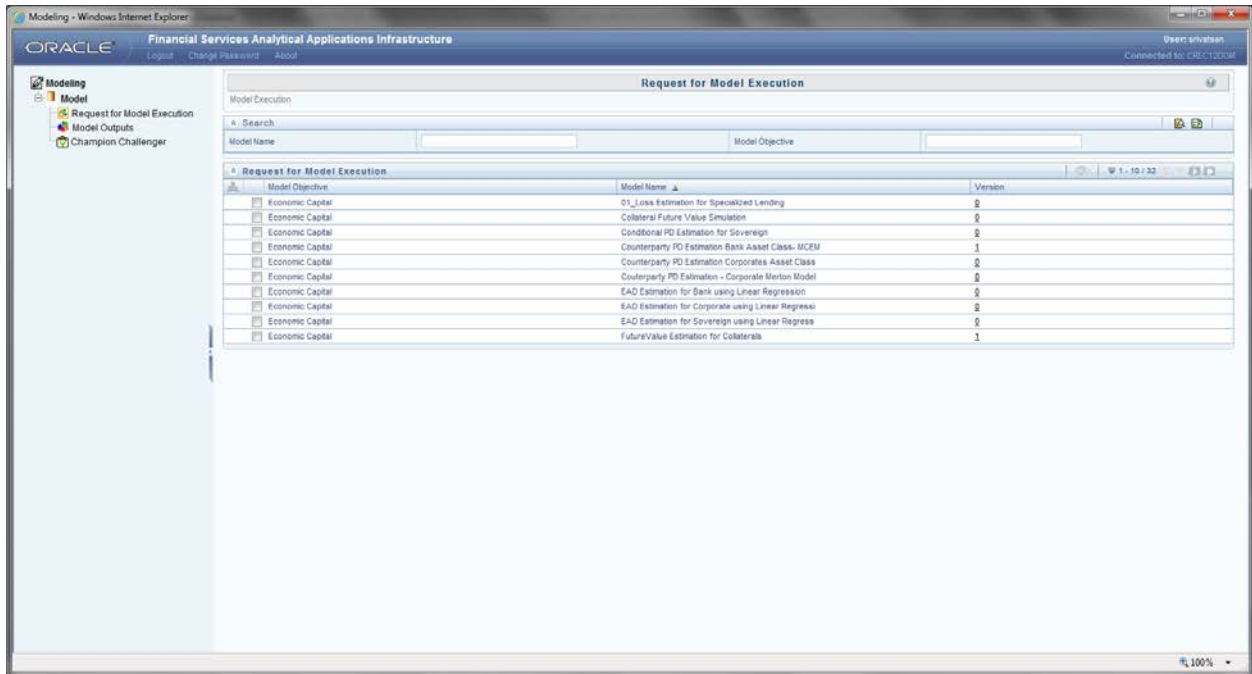 Modeling - Windows Internet Explorer
ORACLE
Financial Services Analytical Applications Infrastructure
Logout Change Password About
User: srivatsan
Connected to: CREC12DOM
Modeling
Model
Request for Model Execution
Model Outputs
Champion Challenger
Request for Model Execution
Model Execution
Search
Model Name Model Objective
Request for Model Execution 1 - 10 / 32
Model Objective Model Name Version
Economic Capital 01_Loss Estimation for Specialized Lending 0
Economic Capital Collateral Future Value Simulation 0
Economic Capital Conditional PD Estimation for Sovereign 0
Economic Capital Counterparty PD Estimation Bank Asset Class- MCEM 1
Economic Capital Counterparty PD Estimation Corporates Asset Class 0
Economic Capital Couterparty PD Estimation - Corporate Merton Model 0
Economic Capital EAD Estimation for Bank using Linear Regression 0
Economic Capital EAD Estimation for Corporate using Linear Regressi 0
Economic Capital EAD Estimation for Sovereign using Linear Regress 0
Economic Capital FutureValue Estimation for Collaterals 1
100%